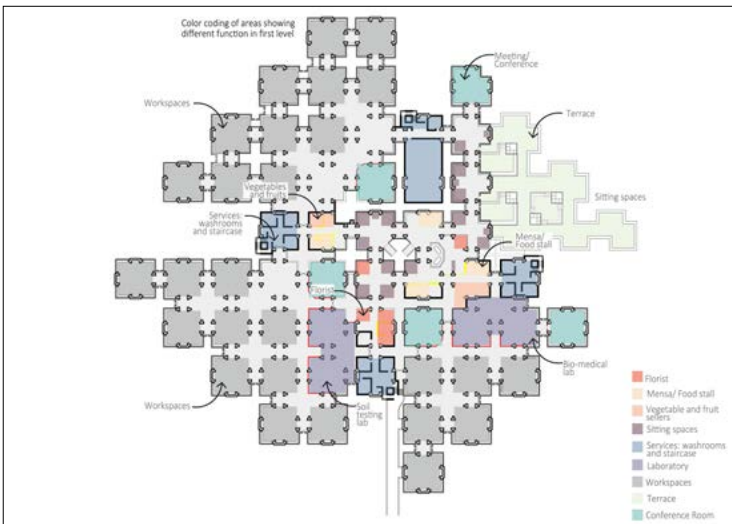 Color coding of areas showing
different function in first level
Meeting/
Conference
Workspaces
Terrace
Vegetables
and fruits
Sitting spaces
Services:
washrooms
and staircase
Mensa/
Food stall
Florist
Bio-medical
lab
Workspaces
Soil
testing lab
Florist
Mensa/ Food stall
Vegetable and fruit
sellers
Sitting spaces
Services: washrooms
and staircase
Laboratory
Workspaces
Terrace
Conference Room